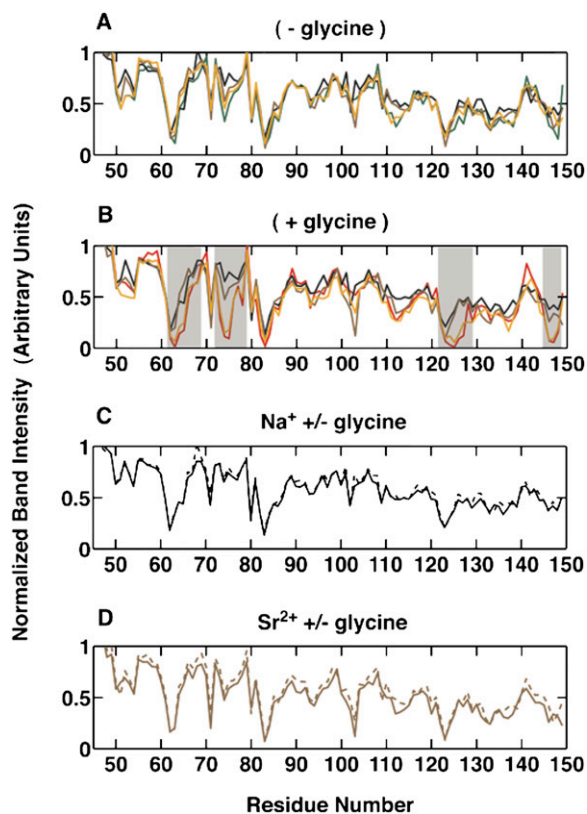 A
( - glycine )
1
0.5
0
50 60 70 80 90 100 110 120 130 140 150
B
( + glycine )
1
0.5
0
50 60 70 80 90 100 110 120 130 140 150
C
Na+ +/- glycine
1
0.5
0
50 60 70 80 90 100 110 120 130 140 150
D
Sr2+ +/- glycine
1
0.5
0
50 60 70 80 90 100 110 120 130 140 150
Normalized Band Intensity (Arbitrary Units)
Residue Number